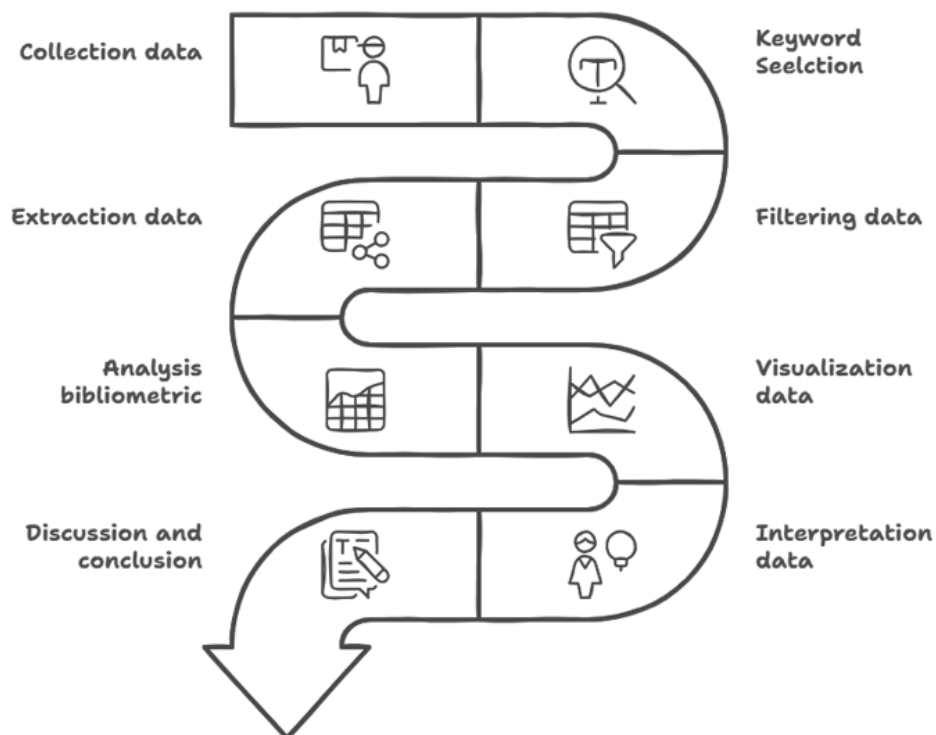 Collection data
Keyword
Seelction
Extraction data
Filtering data
Analysis
bibliometric
Visualization
data
Discussion and
conclusion
Interpretation
data